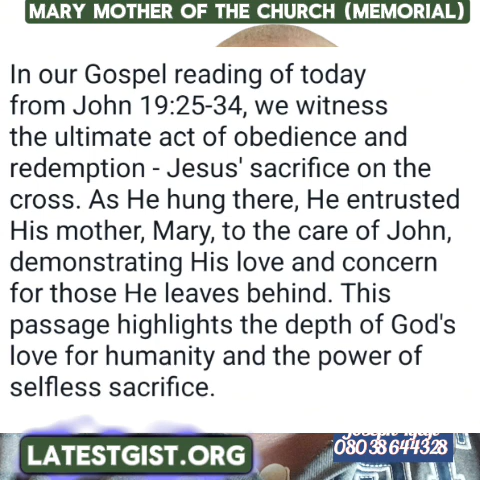 MARY MOTHER OF THE CHURCH (MEMORIAL)
In our Gospel reading of today
from John 19:25-34, we witness
the ultimate act of obedience and
redemption - Jesus' sacrifice on the
cross. As He hung there, He entrusted
His mother, Mary, to the care of John,
demonstrating His love and concern
for those He leaves behind. This
passage highlights the depth of God's
love for humanity and the power of
selfless sacrifice.
LATESTGIST.ORG
08038644328